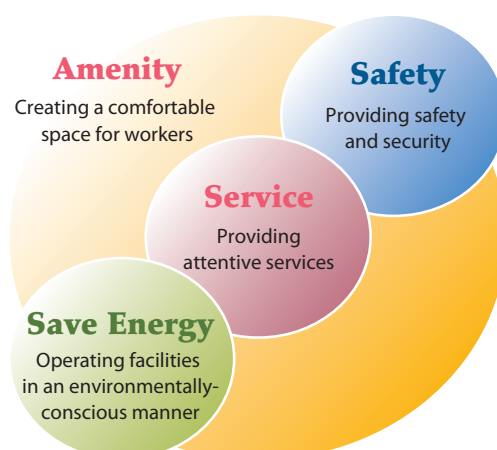 Amenity
Creating a comfortable
space for workers
Safety
Providing safety
and security
Service
Providing
attentive services
Save Energy
Operating facilities
in an environmentally-
conscious manner